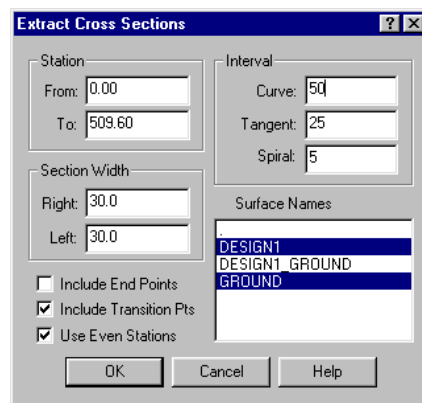 Extract Cross Sections
Station
From: 0.00
To: 509.60
Section Width
Right: 30.0
Left: 30.0
Include End Points
Include Transition Pts
Use Even Stations
Interval
Curve: 50
Tangent: 25
Spiral: 5
Surface Names
.
DESIGN1
DESIGN1_GROUND
GROUND
OK Cancel Help